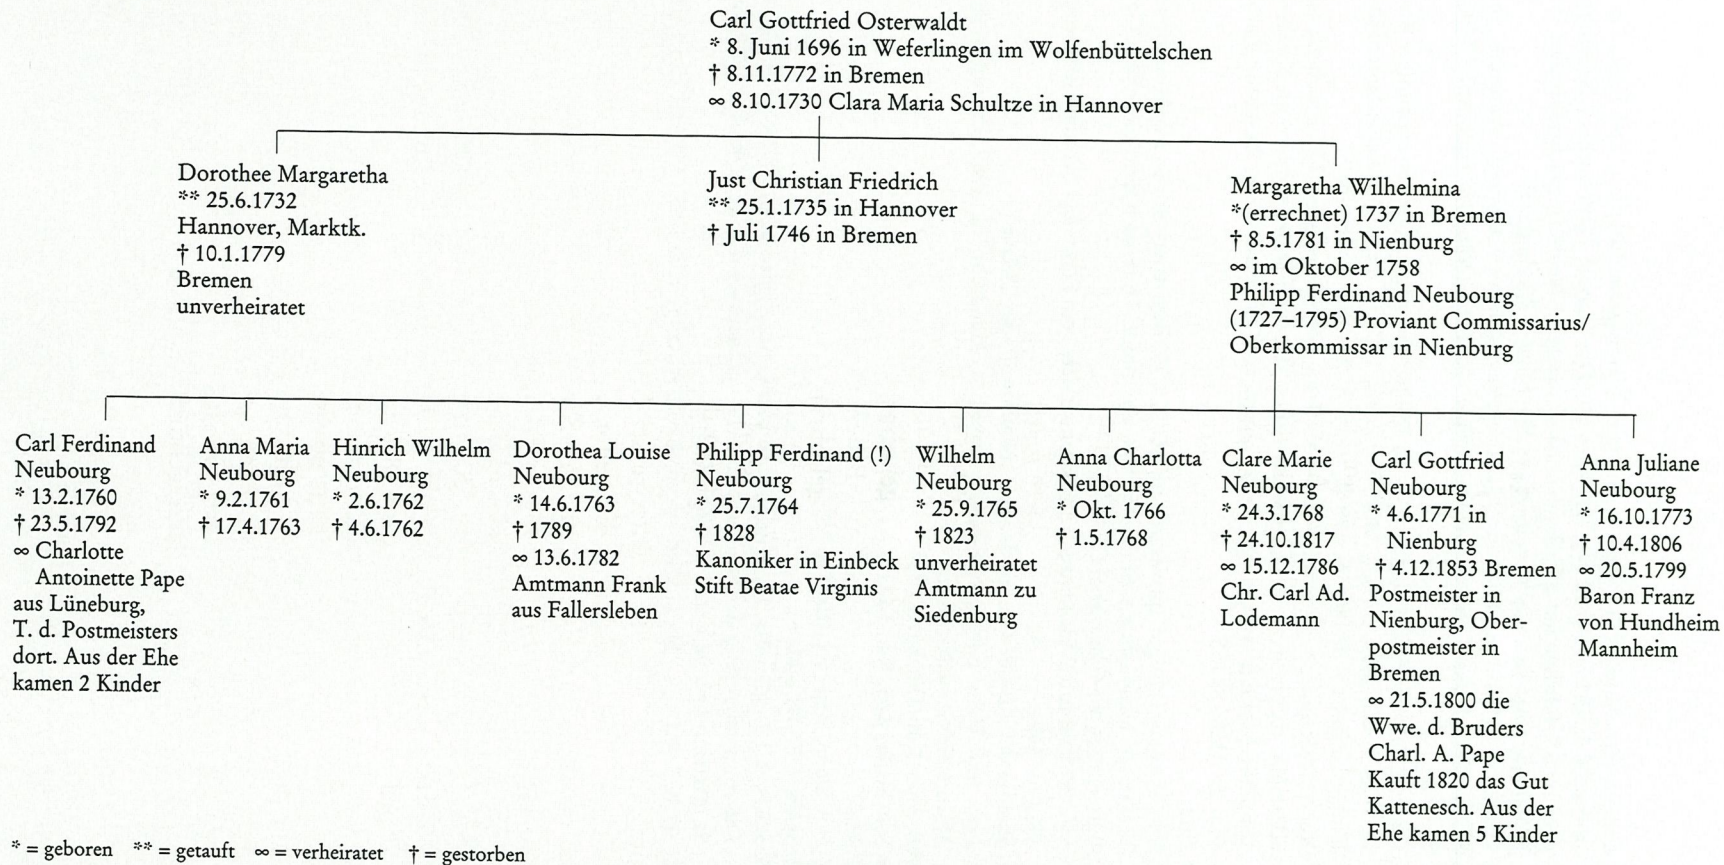 Carl Gottfried Osterwaldt
* 8. Juni 1696 in Weferlingen im Wolfenbüttelschen
† 8.11.1772 in Bremen
∞ 8.10.1730 Clara Maria Schultze in Hannover
Dorothee Margaretha
** 25.6.1732
Hannover, Marktk.
† 10.1.1779
Bremen
unverheiratet
Just Christian Friedrich
** 25.1.1735 in Hannover
† Juli 1746 in Bremen
Margaretha Wilhelmina
*(errechnet) 1737 in Bremen
† 8.5.1781 in Nienburg
∞ im Oktober 1758
Philipp Ferdinand Neubourg
(1727–1795) Proviant Commissarius/
Oberkommissar in Nienburg
Carl Ferdinand
Neubourg
* 13.2.1760
† 23.5.1792
∞ Charlotte
Antoinette Pape
aus Lüneburg,
T. d. Postmeisters
dort. Aus der Ehe
kamen 2 Kinder
Anna Maria
Neubourg
* 9.2.1761
† 17.4.1763
Hinrich Wilhelm
Neubourg
* 2.6.1762
† 4.6.1762
Dorothea Louise
Neubourg
* 14.6.1763
† 1789
∞ 13.6.1782
Amtmann Frank
aus Fallersleben
Philipp Ferdinand (!)
Neubourg
* 25.7.1764
† 1828
Kanoniker in Einbeck
Stift Beatae Virginis
Wilhelm
Neubourg
* 25.9.1765
† 1823
unverheiratet
Amtmann zu
Siedenburg
Anna Charlotta
Neubourg
* Okt. 1766
† 1.5.1768
Clare Marie
Neubourg
* 24.3.1768
† 24.10.1817
∞ 15.12.1786
Chr. Carl Ad.
Lodemann
Carl Gottfried
Neubourg
* 4.6.1771 in
Nienburg
† 4.12.1853 Bremen
Postmeister in
Nienburg, Ober-
postmeister in
Bremen
∞ 21.5.1800 die
Wwe. d. Bruders
Charl. A. Pape
Kauft 1820 das Gut
Kattenesch. Aus der
Ehe kamen 5 Kinder
Anna Juliane
Neubourg
* 16.10.1773
† 10.4.1806
∞ 20.5.1799
Baron Franz
von Hundheim
Mannheim
* = geboren ** = getauft ∞ = verheiratet † = gestorben